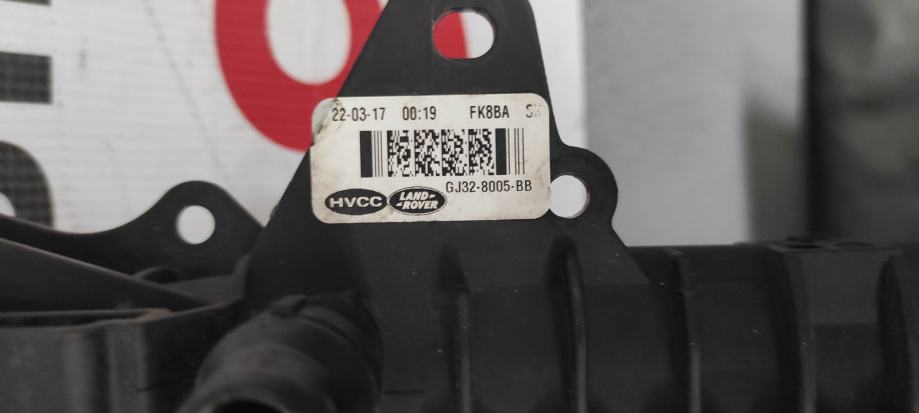 22-03-17 00:19 FK8BA
GJ32-8005-BB
HVCC LAND-
-ROVER